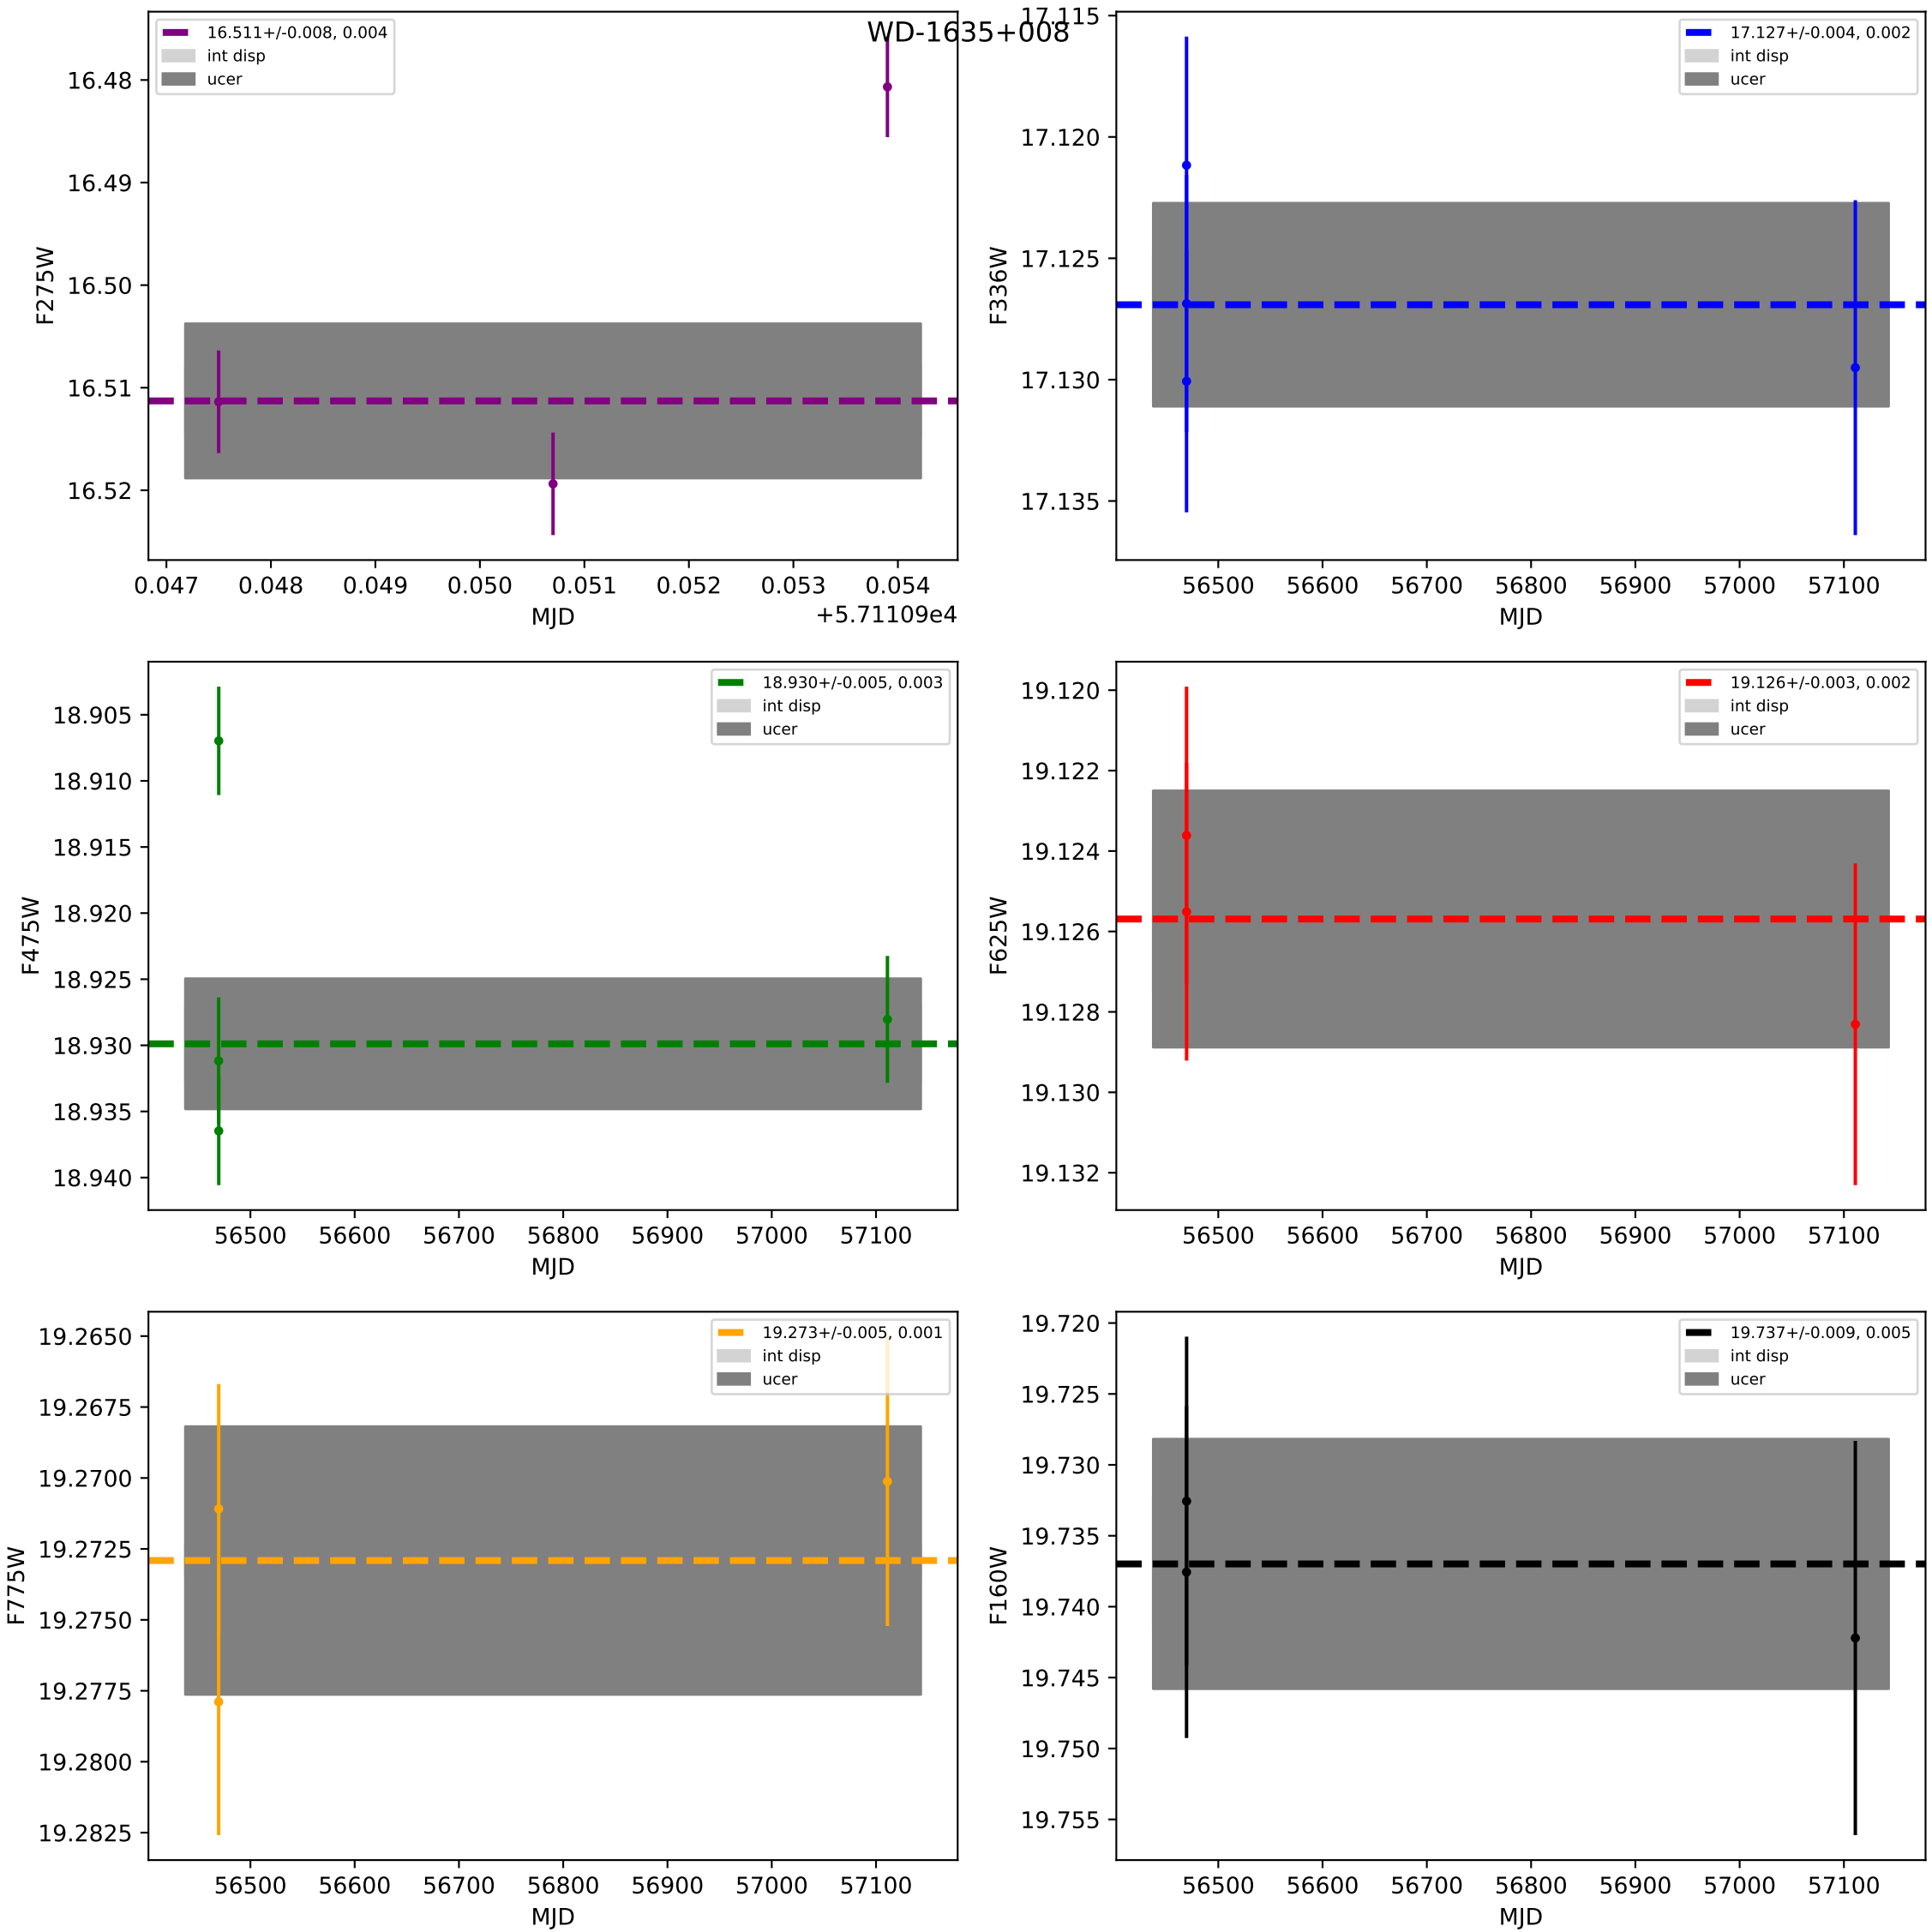 WD-1635+008
16.511+/-0.008, 0.004
int disp
ucer
F275W
16.48
16.49
16.50
16.51
16.52
0.047 0.048 0.049 0.050 0.051 0.052 0.053 0.054
+5.71109e4
MJD
17.127+/-0.004, 0.002
int disp
ucer
F336W
17.115
17.120
17.125
17.130
17.135
56500 56600 56700 56800 56900 57000 57100
MJD
18.930+/-0.005, 0.003
int disp
ucer
F475W
18.905
18.910
18.915
18.920
18.925
18.930
18.935
18.940
56500 56600 56700 56800 56900 57000 57100
MJD
19.126+/-0.003, 0.002
int disp
ucer
F625W
19.120
19.122
19.124
19.126
19.128
19.130
19.132
56500 56600 56700 56800 56900 57000 57100
MJD
19.273+/-0.005, 0.001
int disp
ucer
F775W
19.2650
19.2675
19.2700
19.2725
19.2750
19.2775
19.2800
19.2825
56500 56600 56700 56800 56900 57000 57100
MJD
19.737+/-0.009, 0.005
int disp
ucer
F160W
19.720
19.725
19.730
19.735
19.740
19.745
19.750
19.755
56500 56600 56700 56800 56900 57000 57100
MJD